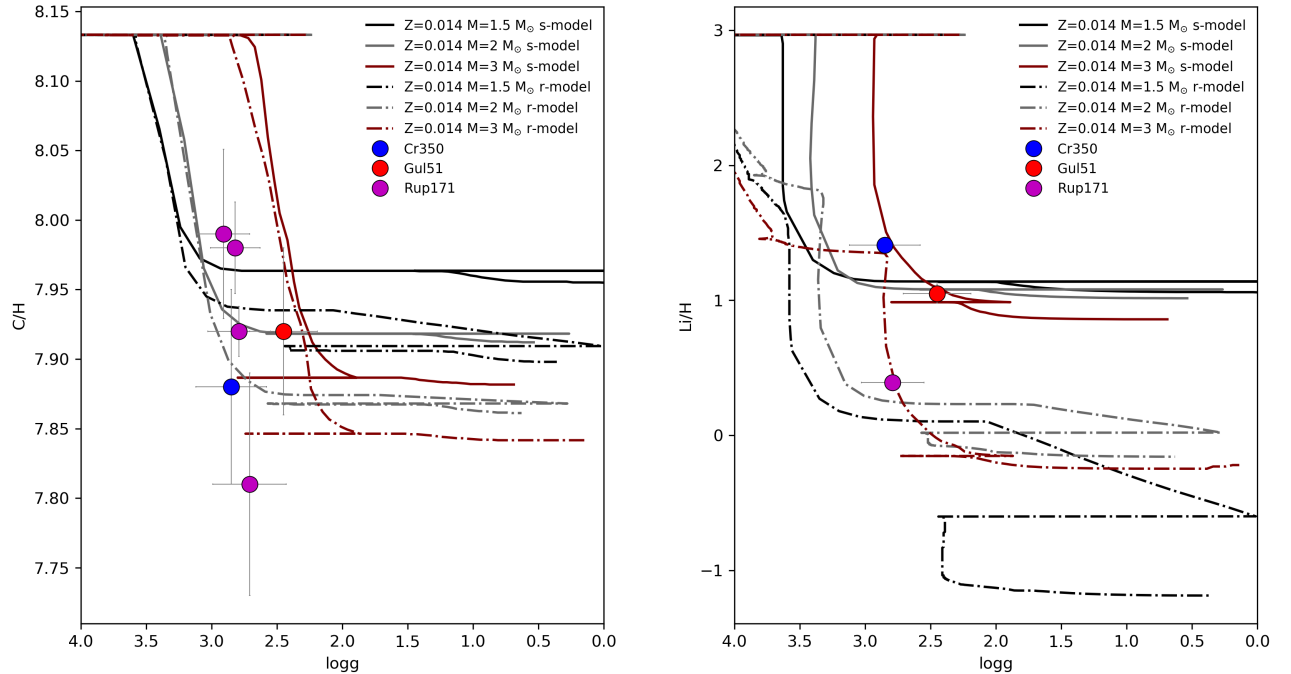 8.15
8.10
8.05
8.00
7.95
7.90
7.85
7.80
7.75
C/H
4.0 3.5 3.0 2.5 2.0 1.5 1.0 0.5 0.0
logg
Z=0.014 M=1.5 M☉ s-model
Z=0.014 M=2 M☉ s-model
Z=0.014 M=3 M☉ s-model
Z=0.014 M=1.5 M☉ r-model
Z=0.014 M=2 M☉ r-model
Z=0.014 M=3 M☉ r-model
Cr350
Gul51
Rup171
3
2
1
0
−1
Li/H
4.0 3.5 3.0 2.5 2.0 1.5 1.0 0.5 0.0
logg
Z=0.014 M=1.5 M☉ s-model
Z=0.014 M=2 M☉ s-model
Z=0.014 M=3 M☉ s-model
Z=0.014 M=1.5 M☉ r-model
Z=0.014 M=2 M☉ r-model
Z=0.014 M=3 M☉ r-model
Cr350
Gul51
Rup171